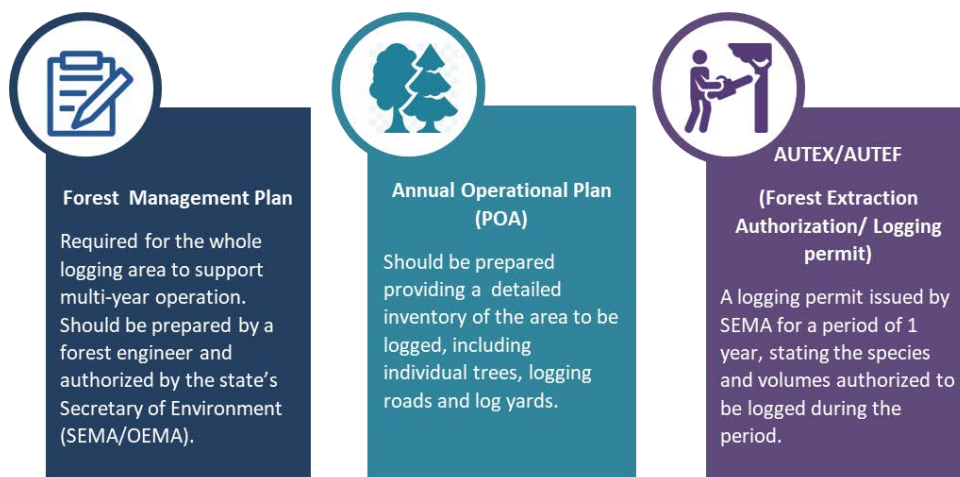 Forest Management Plan
Required for the whole
logging area to support
multi-year operation.
Should be prepared by a
forest engineer and
authorized by the state's
Secretary of Environment
(SEMA/OEMA).
Annual Operational Plan
(POA)
Should be prepared
providing a detailed
inventory of the area to be
logged, including
individual trees, logging
roads and log yards.
AUTEX/AUTEF
(Forest Extraction
Authorization/ Logging
permit)
A logging permit issued by
SEMA for a period of 1
year, stating the species
and volumes authorized to
be logged during the
period.